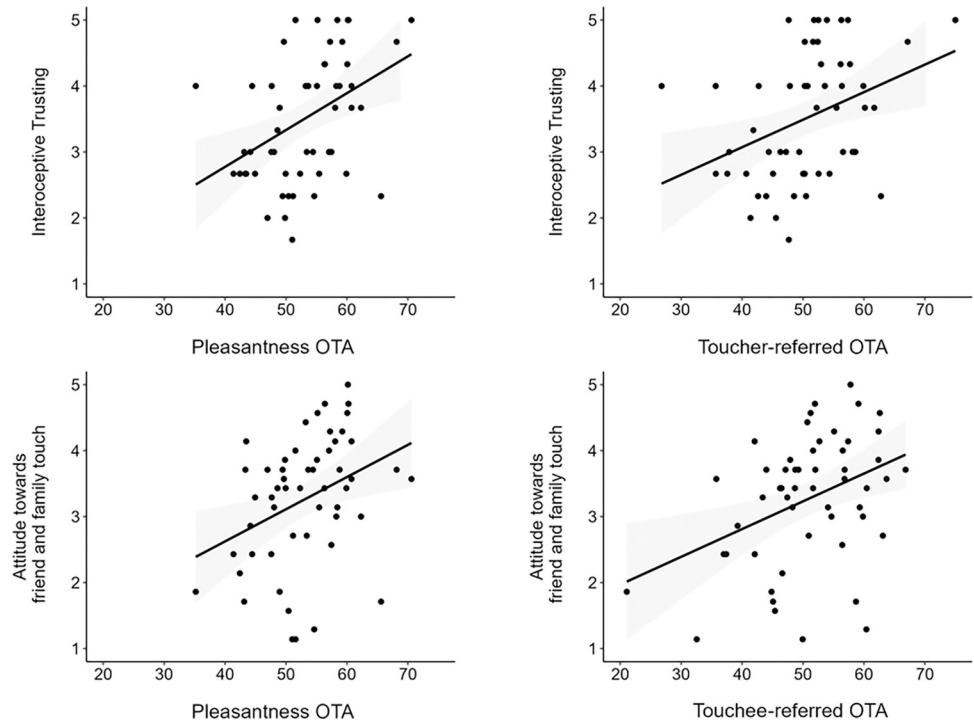 Interoceptive Trusting
5
4
3
2
1
20 30 40 50 60 70
Pleasantness OTA
Interoceptive Trusting
5
4
3
2
1
20 30 40 50 60 70
Toucher-referred OTA
Attitude towards
friend and family touch
5
4
3
2
1
20 30 40 50 60 70
Pleasantness OTA
Attitude towards
friend and family touch
5
4
3
2
1
20 30 40 50 60 70
Touchee-referred OTA